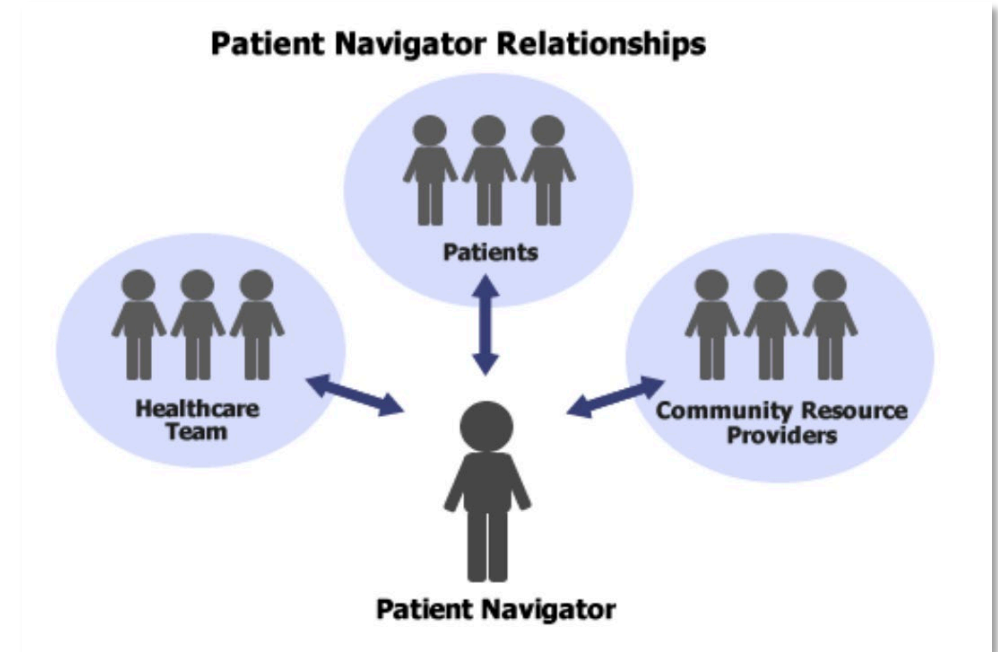 Patient Navigator Relationships
Patients
Healthcare
Team
Community Resource
Providers
Patient Navigator